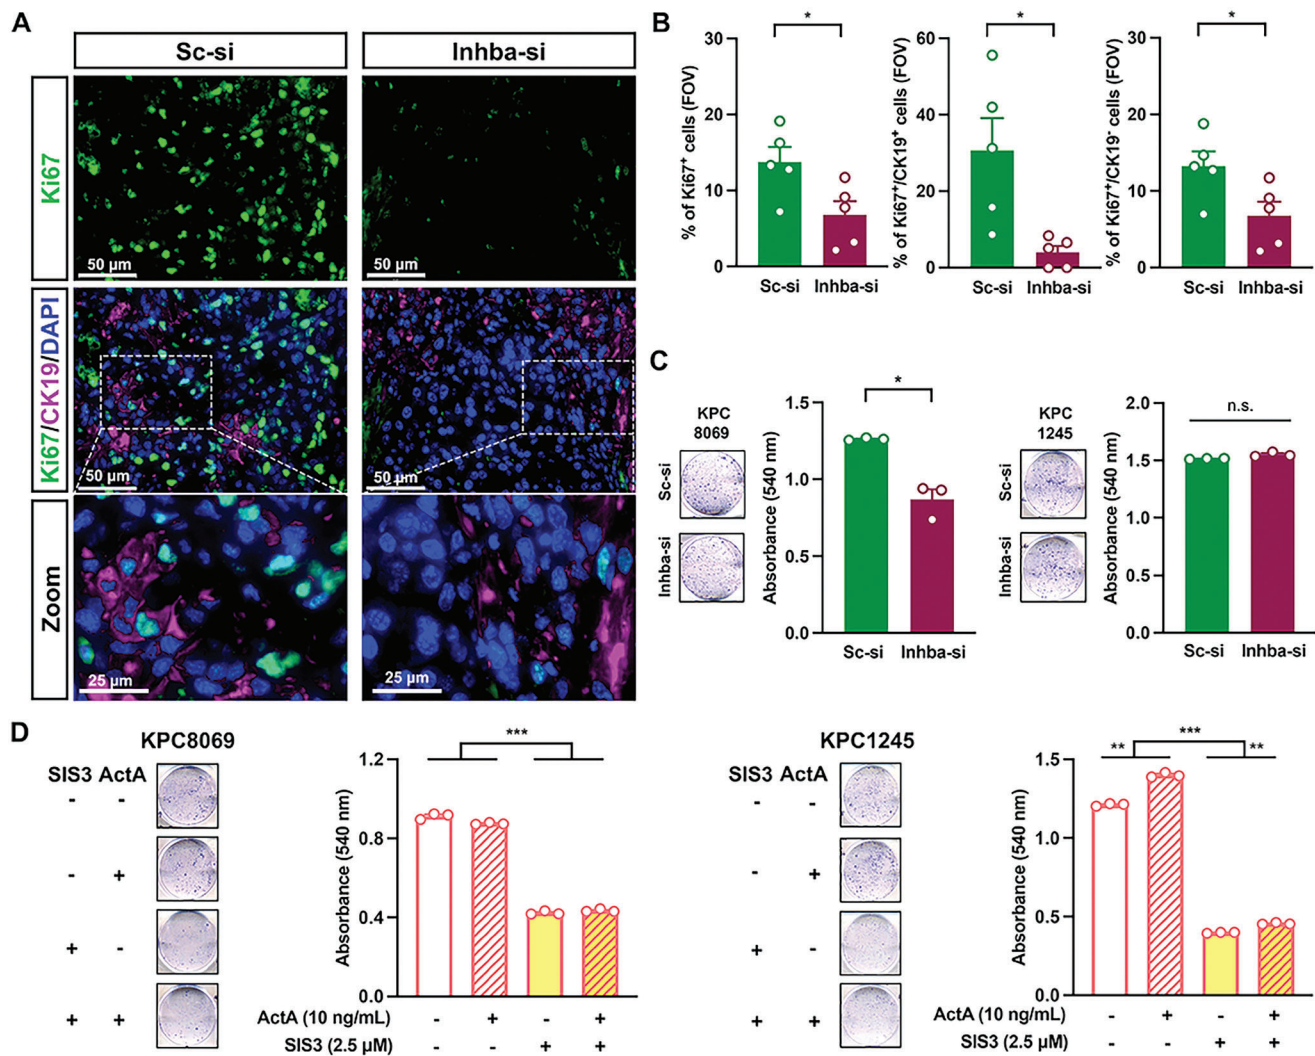 A
Sc-si
Inhba-si
Ki67
50 µm
50 µm
Ki67/CK19/DAPI
50 µm
50 µm
Zoom
25 µm
25 µm
B
% of Ki67⁺ cells (FOV)
30
20
10
0
*
Sc-si
Inhba-si
% of Ki67⁺/CK19⁺ cells (FOV)
60
40
20
0
*
Sc-si
Inhba-si
% of Ki67⁺/CK19⁻ cells (FOV)
30
20
10
0
*
Sc-si
Inhba-si
C
KPC
8069
Sc-si
Inhba-si
Absorbance (540 nm)
1.5
1.0
0.5
0.0
*
Sc-si
Inhba-si
KPC
1245
Sc-si
Inhba-si
Absorbance (540 nm)
2.0
1.5
1.0
0.5
0.0
n.s.
Sc-si
Inhba-si
D
KPC8069
SIS3 ActA
- -
- +
+ -
+ +
Absorbance (540 nm)
1.2
0.8
0.4
0.0
***
ActA (10 ng/mL) - + - +
SIS3 (2.5 µM) - - + +
KPC1245
SIS3 ActA
- -
- +
+ -
+ +
Absorbance (540 nm)
1.5
1.0
0.5
0.0
***
** **
ActA (10 ng/mL) - + - +
SIS3 (2.5 µM) - - + +